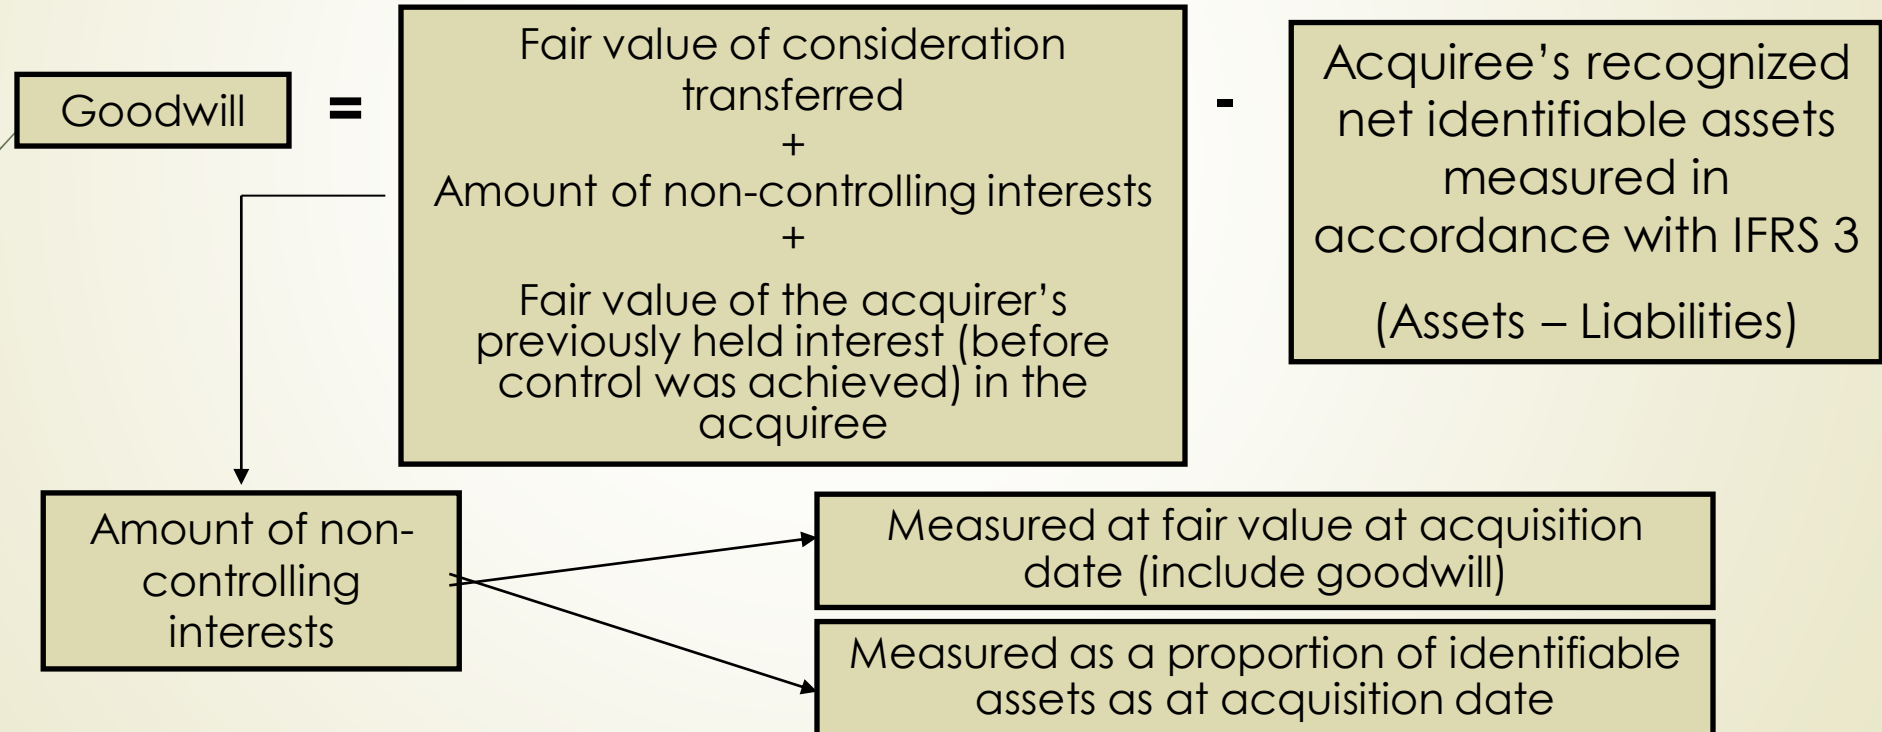 Goodwill
=
Fair value of consideration
transferred
+
Amount of non-controlling interests
+
Fair value of the acquirer’s
previously held interest (before
control was achieved) in the
acquiree
-
Acquiree’s recognized
net identifiable assets
measured in
accordance with IFRS 3
(Assets – Liabilities)
Amount of non-
controlling
interests
Measured at fair value at acquisition
date (include goodwill)
Measured as a proportion of identifiable
assets as at acquisition date